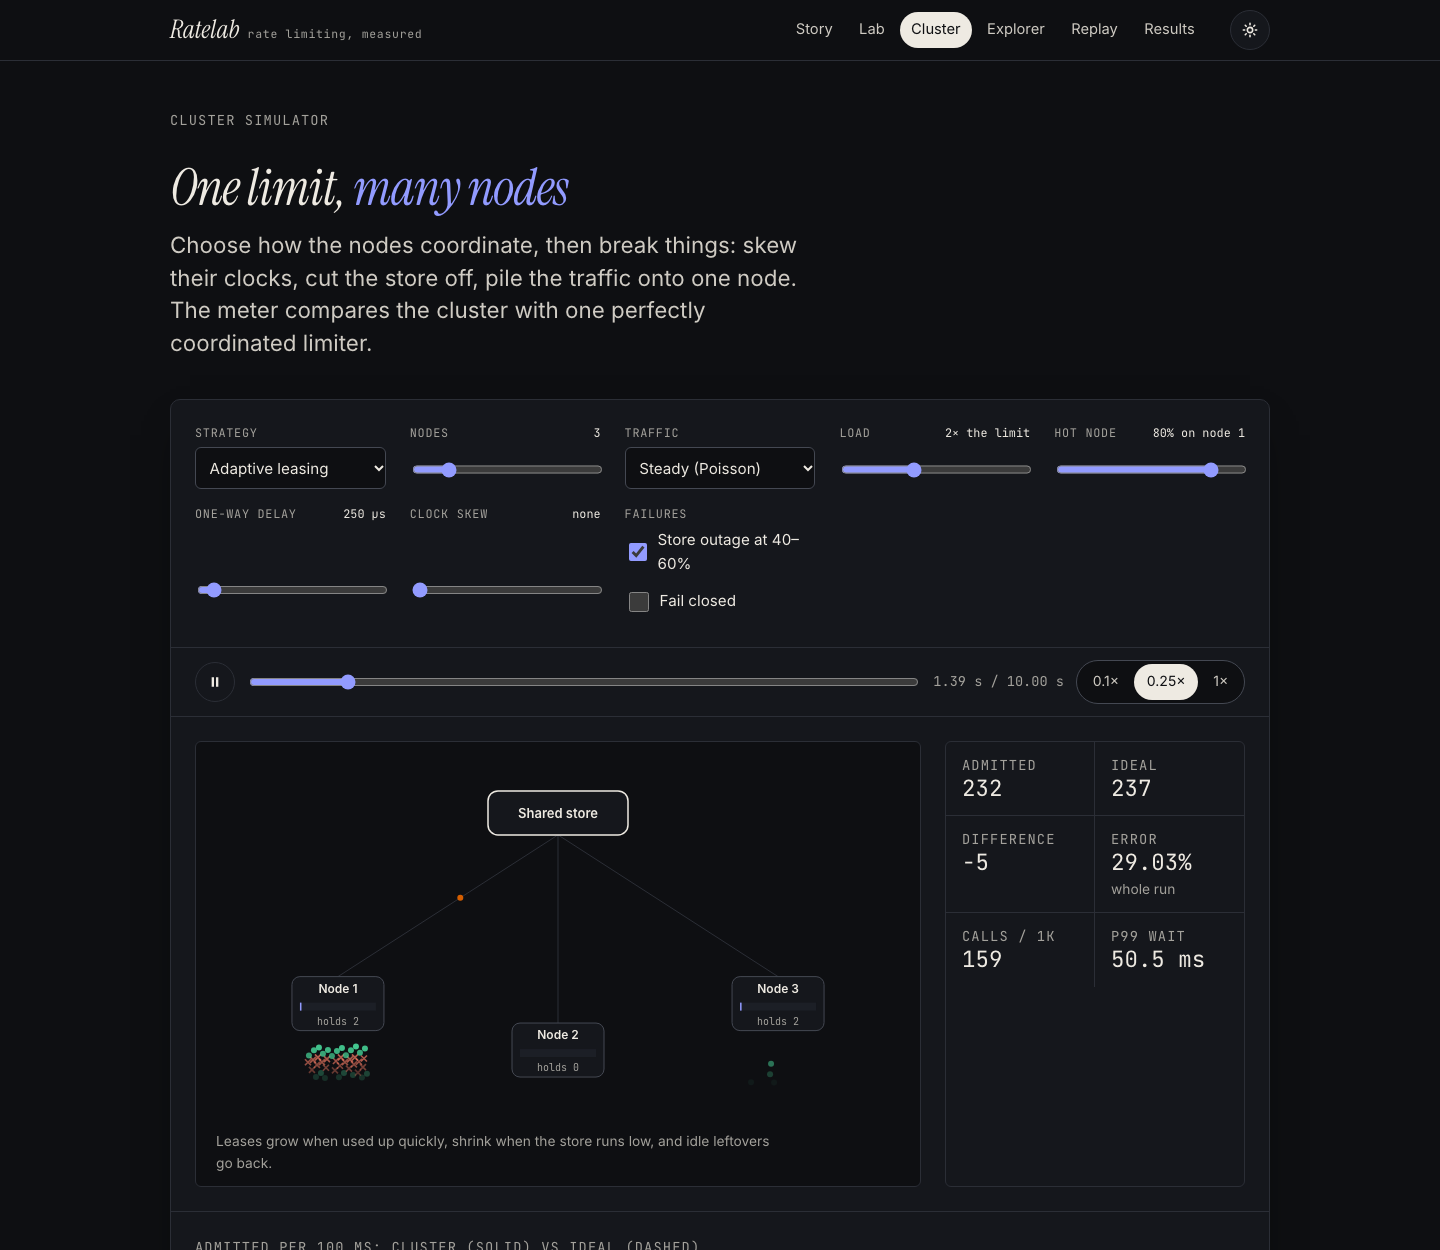 Ratelab rate limiting, measured
Story Lab Cluster Explorer Replay Results
CLUSTER SIMULATOR
One limit, many nodes
Choose how the nodes coordinate, then break things: skew
their clocks, cut the store off, pile the traffic onto one node.
The meter compares the cluster with one perfectly
coordinated limiter.
STRATEGY NODES 3 TRAFFIC LOAD 2× the limit HOT NODE 80% on node 1
Adaptive leasing Steady (Poisson)
ONE-WAY DELAY 250 µs CLOCK SKEW none FAILURES
Store outage at 40–
60%
Fail closed
1.39 s / 10.00 s 0.1× 0.25× 1×
Shared store
Node 1
holds 2
Node 2
holds 0
Node 3
holds 2
Leases grow when used up quickly, shrink when the store runs low, and idle leftovers
go back.
ADMITTED IDEAL
232 237
DIFFERENCE ERROR
-5 29.03%
whole run
CALLS / 1K P99 WAIT
159 50.5 ms
ADMITTED PER 100 MS: CLUSTER (SOLID) VS IDEAL (DASHED)